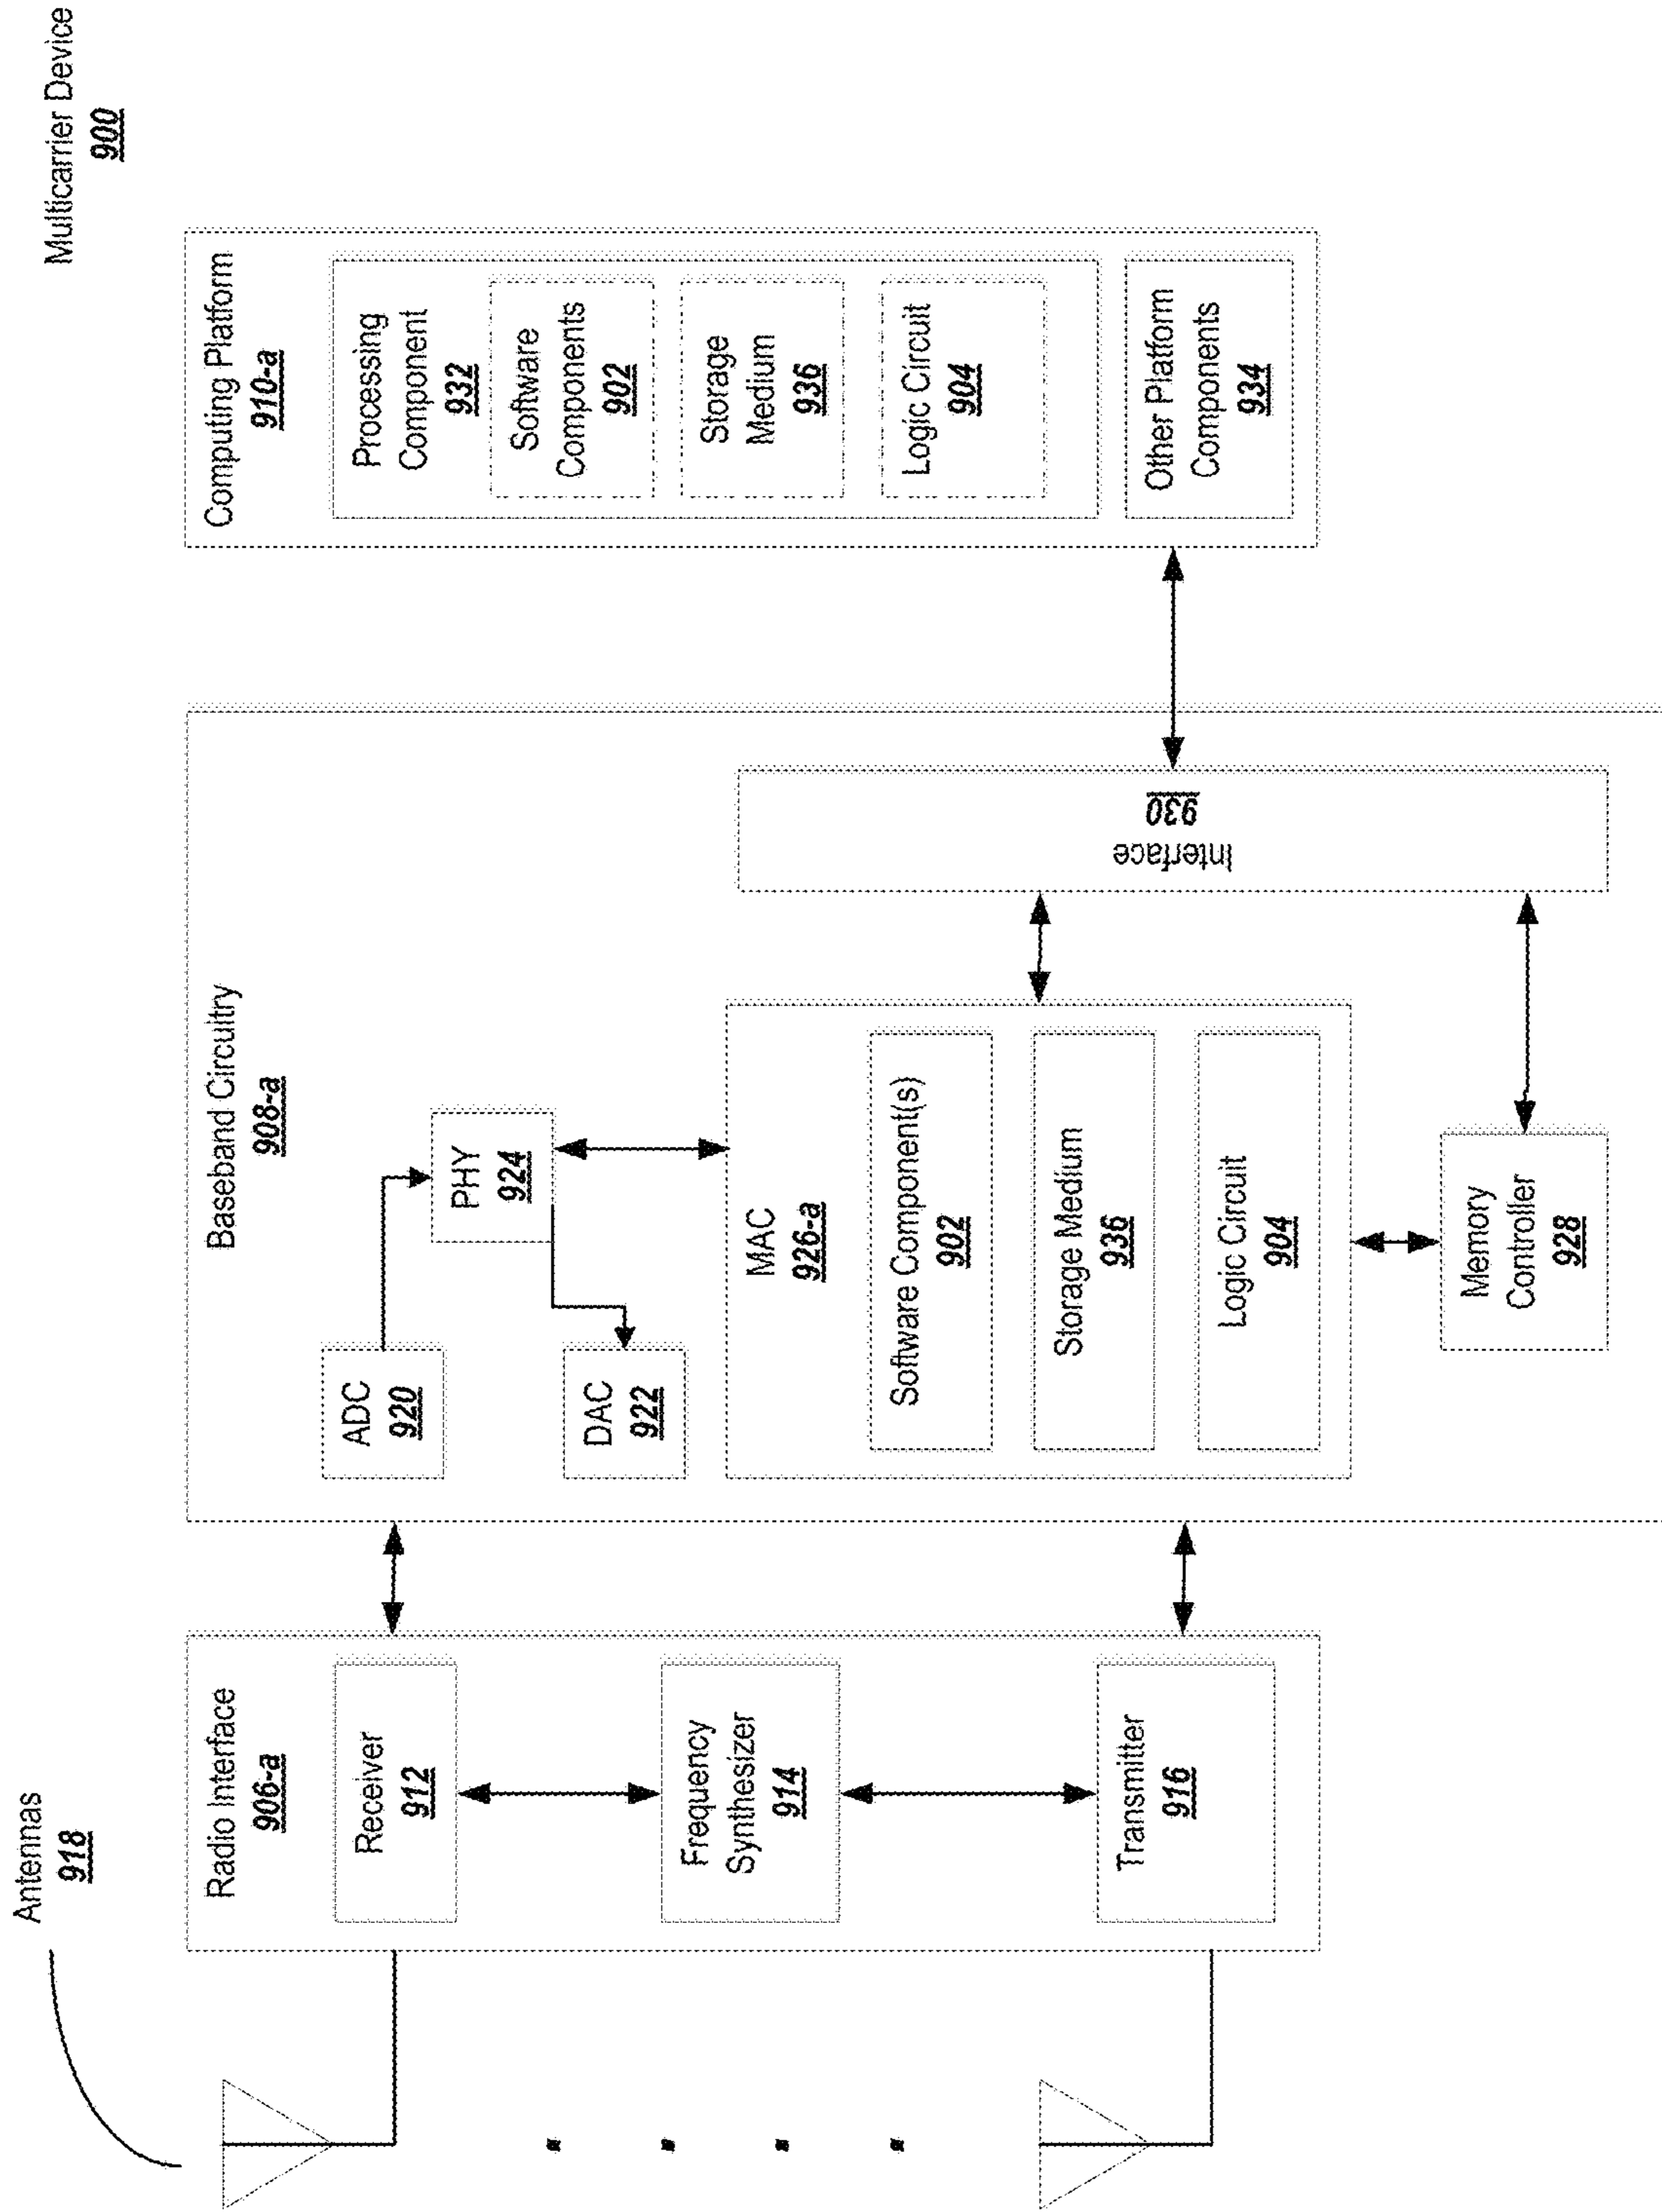 Multicarrier Device
900
Antennas
918
Radio Interface
906-a
Receiver
912
Frequency
Synthesizer
914
Transmitter
916
Baseband Circuitry
908-a
ADC
920
PHY
924
DAC
922
MAC
926-a
Software Component(s)
902
Storage Medium
936
Logic Circuit
904
Memory
Controller
928
Interface
930
Computing Platform
910-a
Processing
Component
932
Software
Components
902
Storage
Medium
936
Logic Circuit
904
Other Platform
Components
934